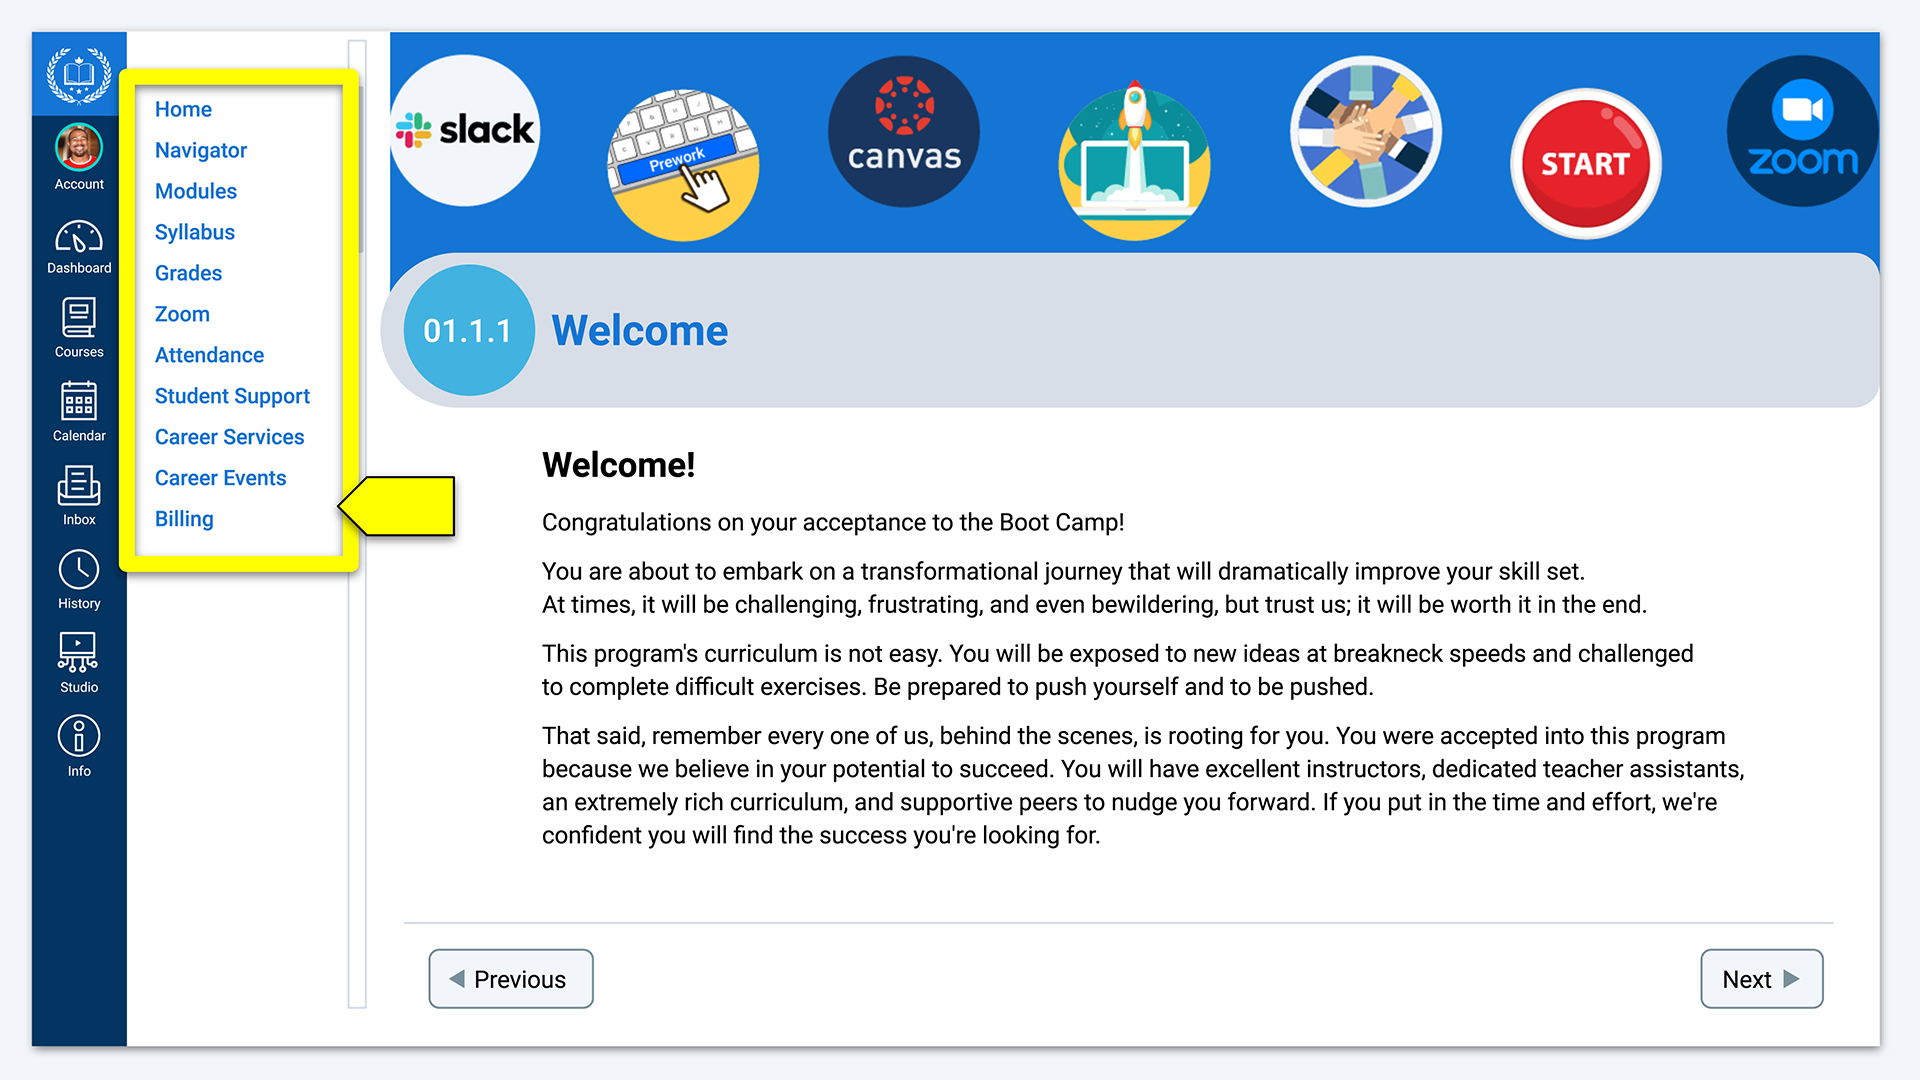 Account
Dashboard
Courses
Calendar
Inbox
History
Studio
Info
Home
Navigator
Modules
Syllabus
Grades
Zoom
Attendance
Student Support
Career Services
Career Events
Billing
slack
Prework
canvas
START
zoom
01.1.1 Welcome
Welcome!
Congratulations on your acceptance to the Boot Camp!
You are about to embark on a transformational journey that will dramatically improve your skill set.
At times, it will be challenging, frustrating, and even bewildering, but trust us; it will be worth it in the end.
This program's curriculum is not easy. You will be exposed to new ideas at breakneck speeds and challenged
to complete difficult exercises. Be prepared to push yourself and to be pushed.
That said, remember every one of us, behind the scenes, is rooting for you. You were accepted into this program
because we believe in your potential to succeed. You will have excellent instructors, dedicated teacher assistants,
an extremely rich curriculum, and supportive peers to nudge you forward. If you put in the time and effort, we're
confident you will find the success you're looking for.
Previous
Next